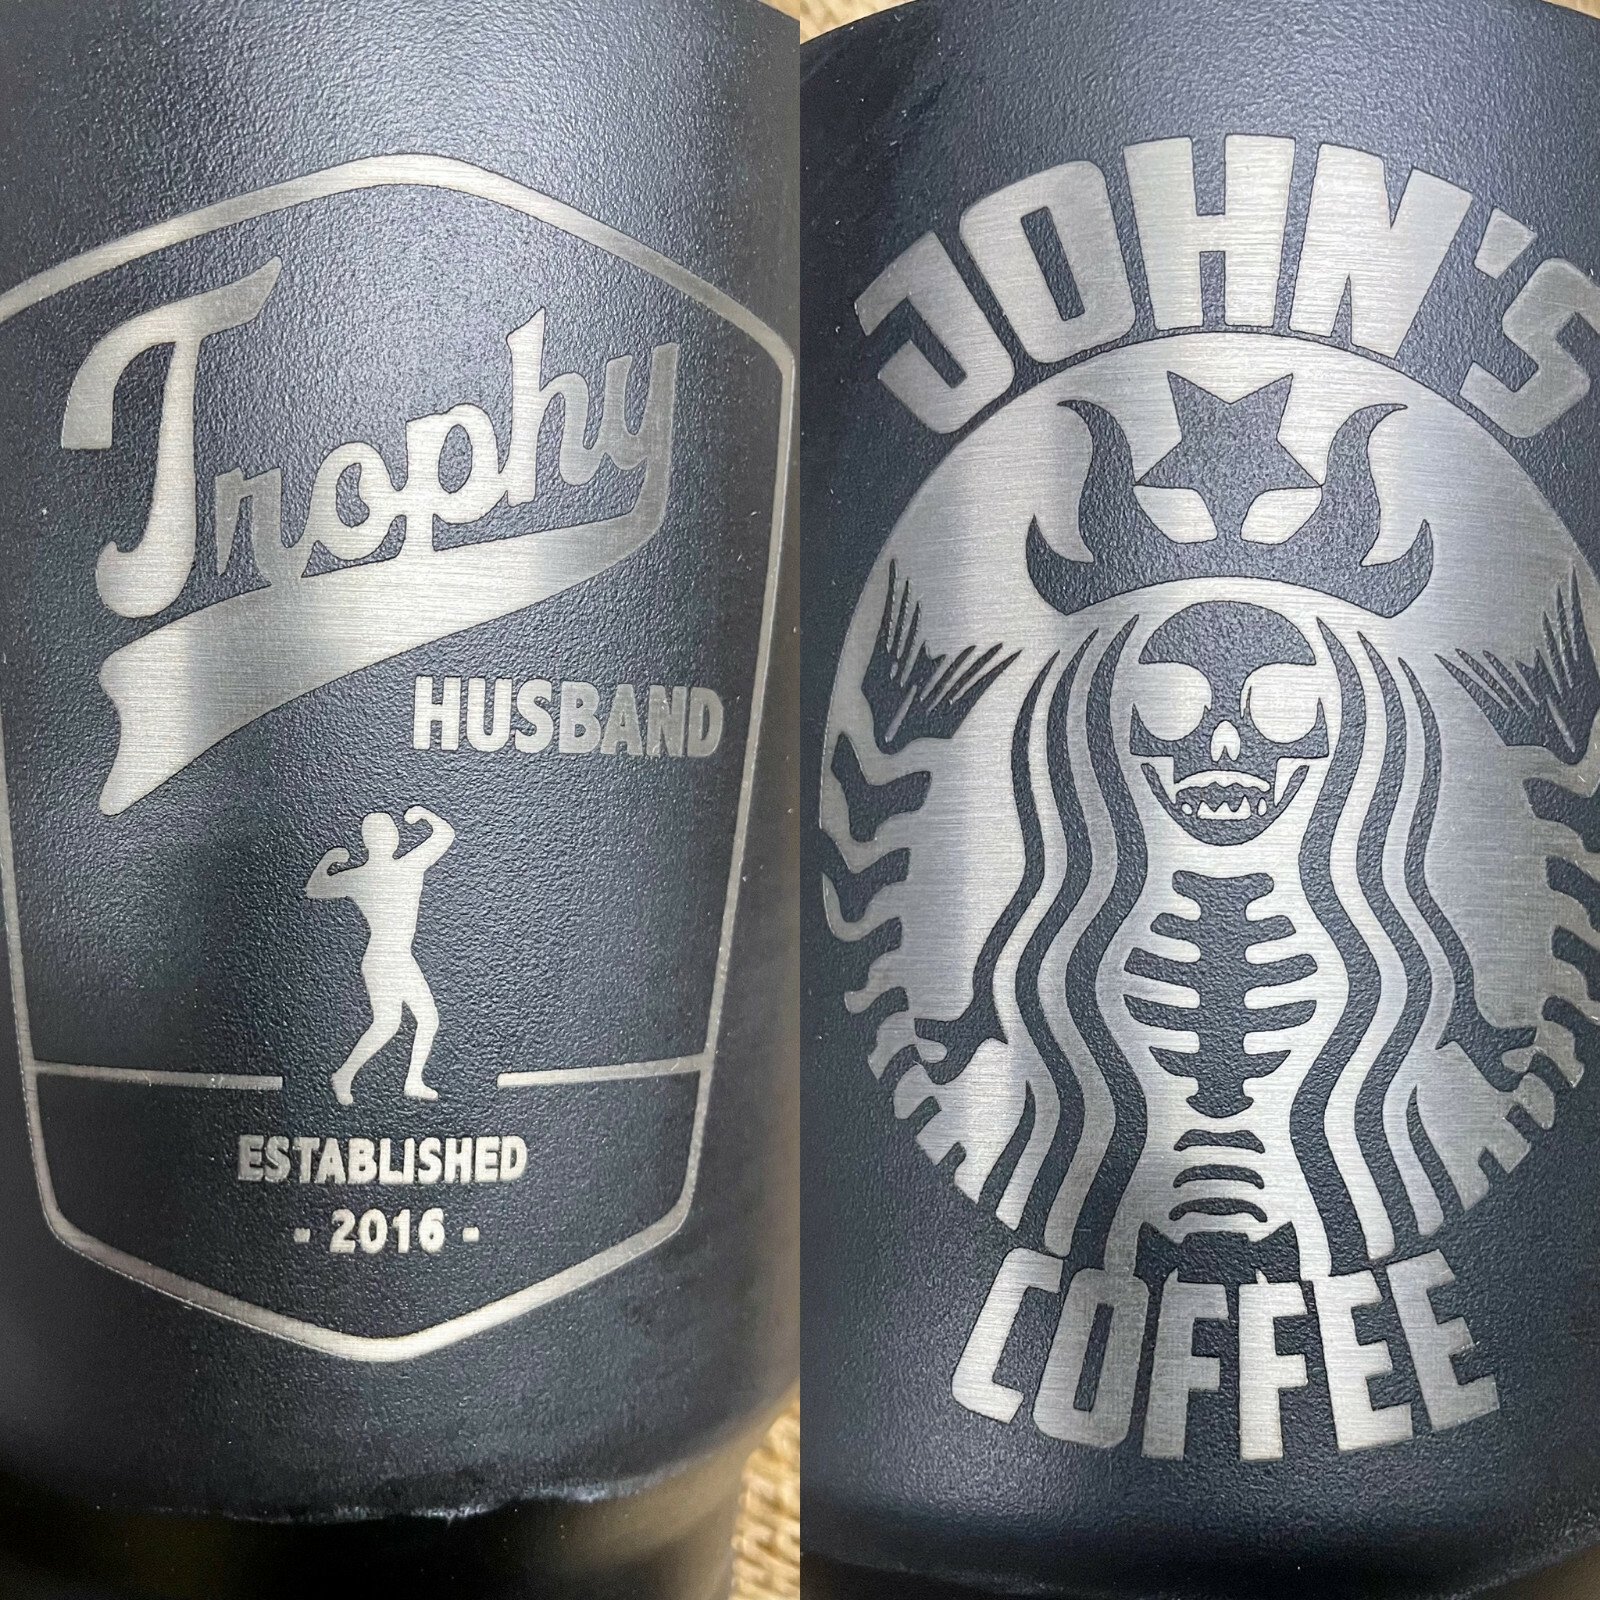 Trophy
HUSBAND
ESTABLISHED
- 2016 -
JOHN'S
COFFEE